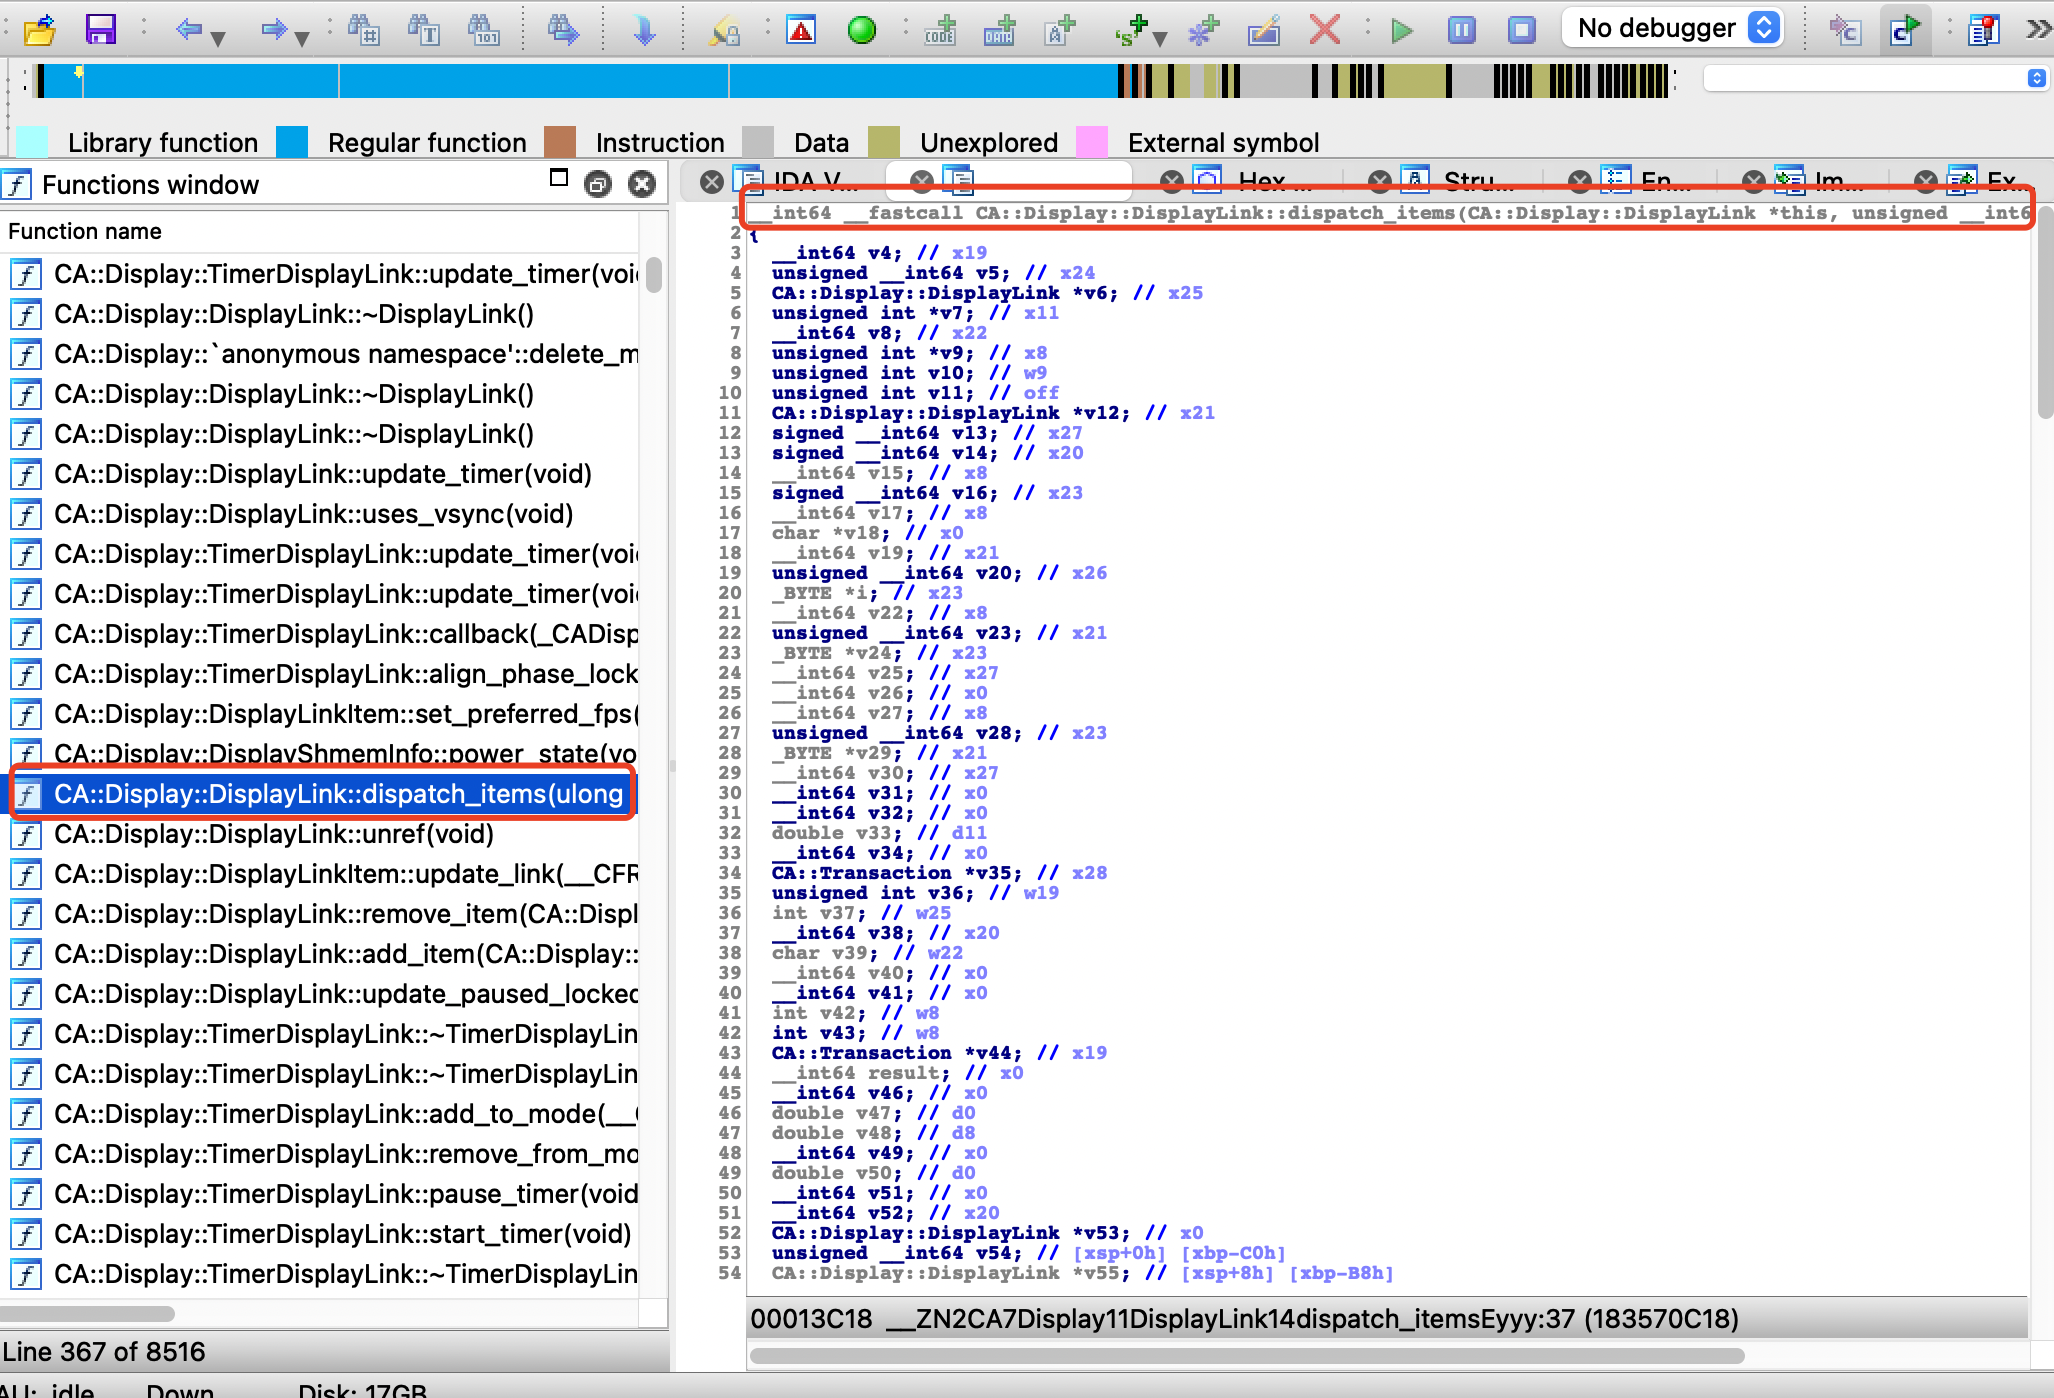 No debugger
Library function Regular function Instruction Data Unexplored External symbol
Functions window
Function name
CA::Display::TimerDisplayLink::update_timer(voi
CA::Display::DisplayLink::~DisplayLink()
CA::Display::`anonymous namespace'::delete_m
CA::Display::DisplayLink::~DisplayLink()
CA::Display::DisplayLink::~DisplayLink()
CA::Display::DisplayLink::update_timer(void)
CA::Display::DisplayLink::uses_vsync(void)
CA::Display::TimerDisplayLink::update_timer(voi
CA::Display::TimerDisplayLink::update_timer(voi
CA::Display::TimerDisplayLink::callback(_CADisp
CA::Display::TimerDisplayLink::align_phase_lock
CA::Display::DisplayLinkItem::set_preferred_fps(
CA::Display::DisplayShmemInfo::power_state(vo
CA::Display::DisplayLink::dispatch_items(ulong
CA::Display::DisplayLink::unref(void)
CA::Display::DisplayLinkItem::update_link(__CFR
CA::Display::DisplayLink::remove_item(CA::Displ
CA::Display::DisplayLink::add_item(CA::Display::
CA::Display::DisplayLink::update_paused_locked
CA::Display::TimerDisplayLink::~TimerDisplayLin
CA::Display::TimerDisplayLink::~TimerDisplayLin
CA::Display::TimerDisplayLink::add_to_mode(__
CA::Display::TimerDisplayLink::remove_from_mo
CA::Display::TimerDisplayLink::pause_timer(void
CA::Display::TimerDisplayLink::start_timer(void)
CA::Display::TimerDisplayLink::~TimerDisplayLin
Line 367 of 8516
AU: idle Down Disk: 17GB
IDA V... Hex ... Stru... En... Im... Ex...
1 __int64 __fastcall CA::Display::DisplayLink::dispatch_items(CA::Display::DisplayLink *this, unsigned __int6
2 {
3 __int64 v4; // x19
4 unsigned __int64 v5; // x24
5 CA::Display::DisplayLink *v6; // x25
6 unsigned int *v7; // x11
7 __int64 v8; // x22
8 unsigned int *v9; // x8
9 unsigned int v10; // w9
10 unsigned int v11; // off
11 CA::Display::DisplayLink *v12; // x21
12 signed __int64 v13; // x27
13 signed __int64 v14; // x20
14 __int64 v15; // x8
15 signed __int64 v16; // x23
16 __int64 v17; // x8
17 char *v18; // x0
18 __int64 v19; // x21
19 unsigned __int64 v20; // x26
20 _BYTE *i; // x23
21 __int64 v22; // x8
22 unsigned __int64 v23; // x21
23 _BYTE *v24; // x23
24 __int64 v25; // x27
25 __int64 v26; // x0
26 __int64 v27; // x8
27 unsigned __int64 v28; // x23
28 _BYTE *v29; // x21
29 __int64 v30; // x27
30 __int64 v31; // x0
31 __int64 v32; // x0
32 double v33; // d11
33 __int64 v34; // x0
34 CA::Transaction *v35; // x28
35 unsigned int v36; // w19
36 int v37; // w25
37 __int64 v38; // x20
38 char v39; // w22
39 __int64 v40; // x0
40 __int64 v41; // x0
41 int v42; // w8
42 int v43; // w8
43 CA::Transaction *v44; // x19
44 __int64 result; // x0
45 __int64 v46; // x0
46 double v47; // d0
47 double v48; // d8
48 __int64 v49; // x0
49 double v50; // d0
50 __int64 v51; // x0
51 __int64 v52; // x20
52 CA::Display::DisplayLink *v53; // x0
53 unsigned __int64 v54; // [xsp+0h] [xbp-C0h]
54 CA::Display::DisplayLink *v55; // [xsp+8h] [xbp-B8h]
00013C18 __ZN2CA7Display11DisplayLink14dispatch_itemsEyyy:37 (183570C18)